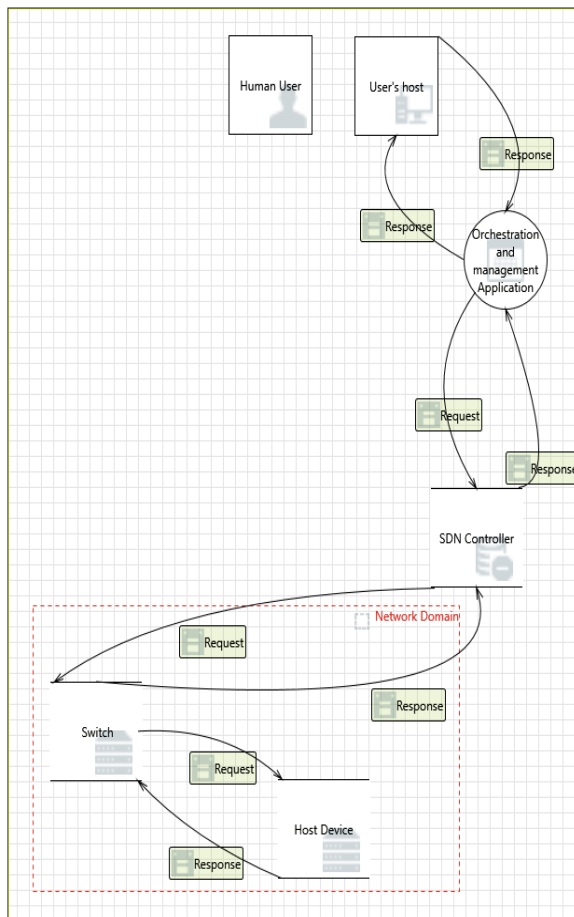 Human User
User's host
Response
Response
Orchestration
and
management
Application
Request
Response
SDN Controller
Network Domain
Request
Response
Switch
Request
Host Device
Response